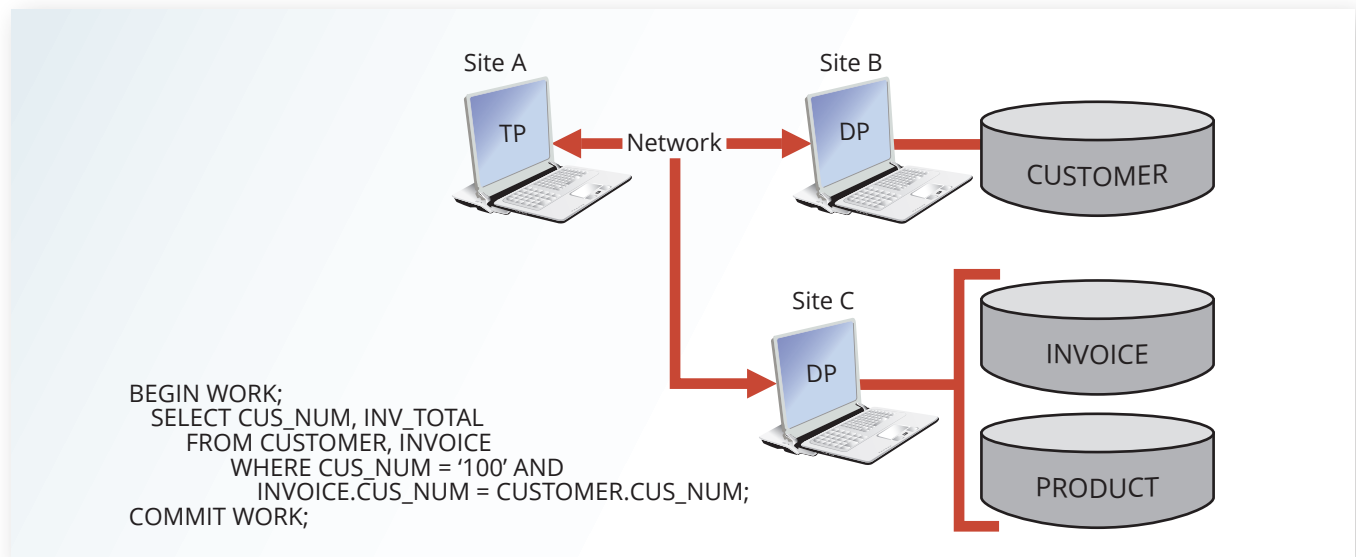 Site A
Site B
TP
Network
DP
CUSTOMER
Site C
DP
INVOICE
PRODUCT
BEGIN WORK;
SELECT CUS_NUM, INV_TOTAL
FROM CUSTOMER, INVOICE
WHERE CUS_NUM = ‘100’ AND
INVOICE.CUS_NUM = CUSTOMER.CUS_NUM;
COMMIT WORK;